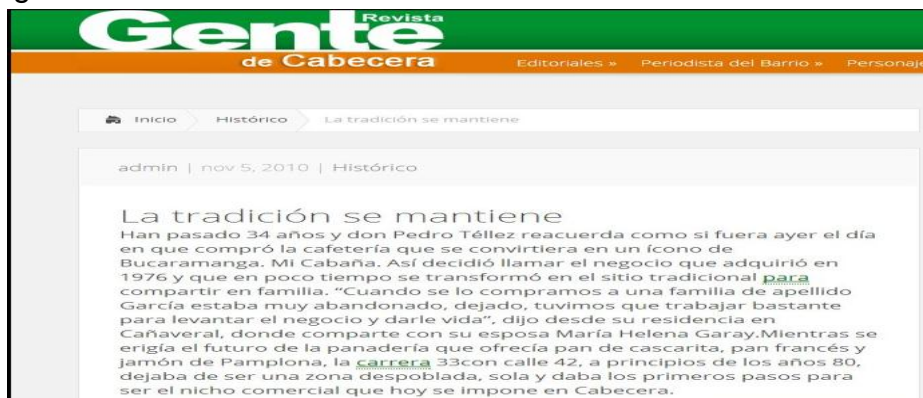 Revista
Gente
de Cabecera
Editoriales » Periodista del Barrio » Personaje
Inicio Histórico La tradición se mantiene
admin | nov 5, 2010 | Histórico
La tradición se mantiene
Han pasado 34 años y don Pedro Téllez reacuerda como si fuera ayer el día
en que compró la cafetería que se convirtiera en un ícono de
Bucaramanga. Mi Cabaña. Así decidió llamar el negocio que adquirió en
1976 y que en poco tiempo se transformó en el sitio tradicional para
compartir en familia. “Cuando se lo compramos a una familia de apellido
García estaba muy abandonado, dejado, tuvimos que trabajar bastante
para levantar el negocio y darle vida”, dijo desde su residencia en
Cañaveral, donde comparte con su esposa María Helena Garay.Mientras se
erigía el futuro de la panadería que ofrecía pan de cascarita, pan francés y
jamón de Pamplona, la carrera 33con calle 42, a principios de los años 80,
dejaba de ser una zona despoblada, sola y daba los primeros pasos para
ser el nicho comercial que hoy se impone en Cabecera.